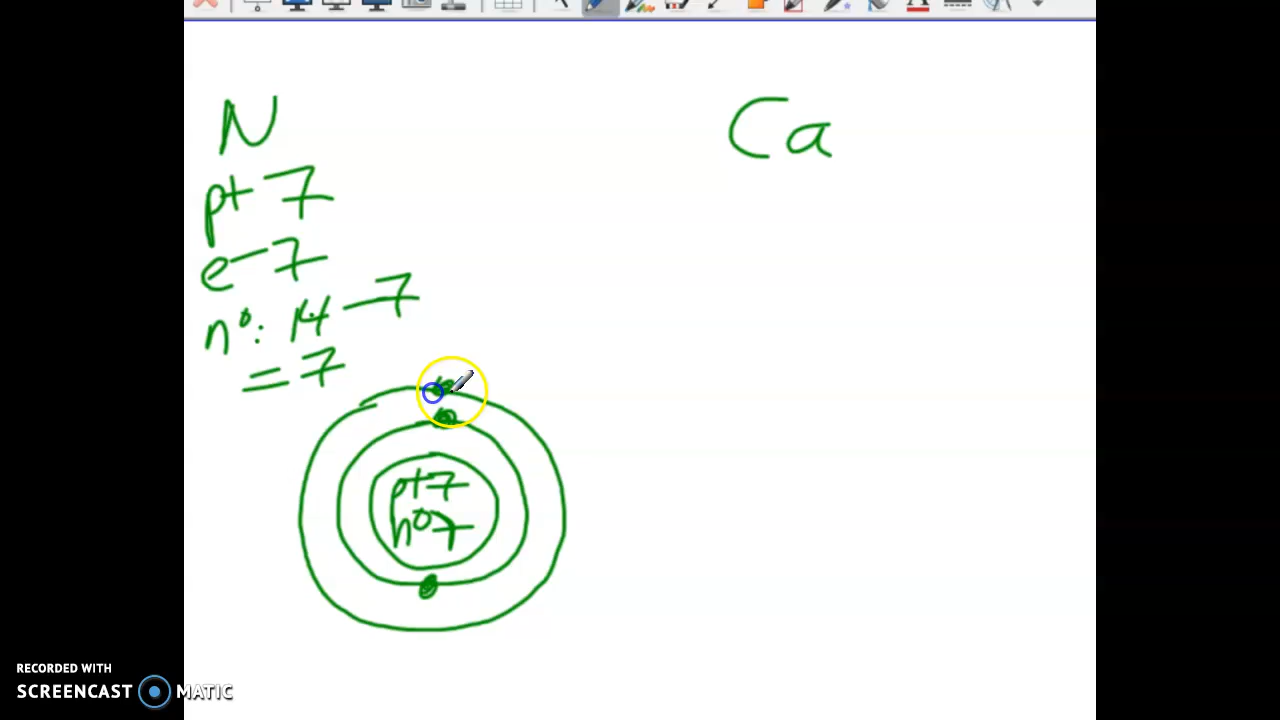 N
Ca
p+ 7
e- 7
n°: 14 - 7
= 7
p+ 7
n° 7
RECORDED WITH
SCREENCAST MATIC